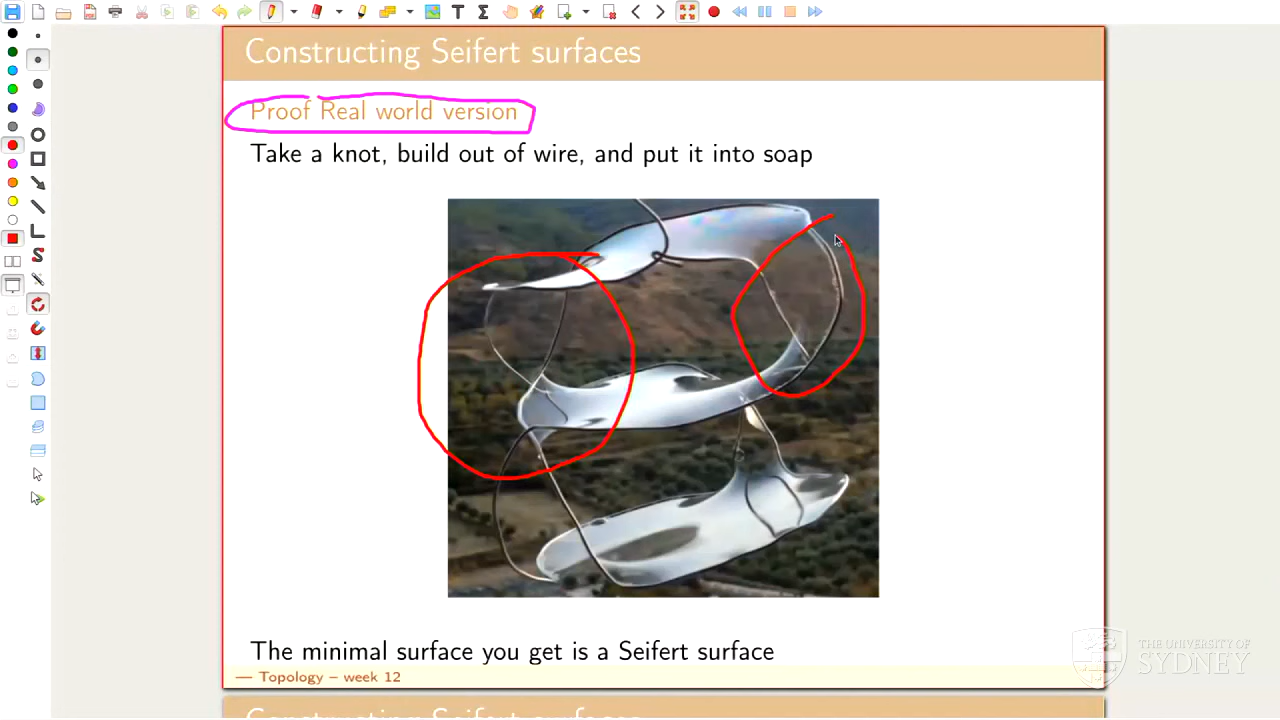 Constructing Seifert surfaces
Proof Real world version
Take a knot, build out of wire, and put it into soap
The minimal surface you get is a Seifert surface
— Topology – week 12
THE UNIVERSITY OF
SYDNEY